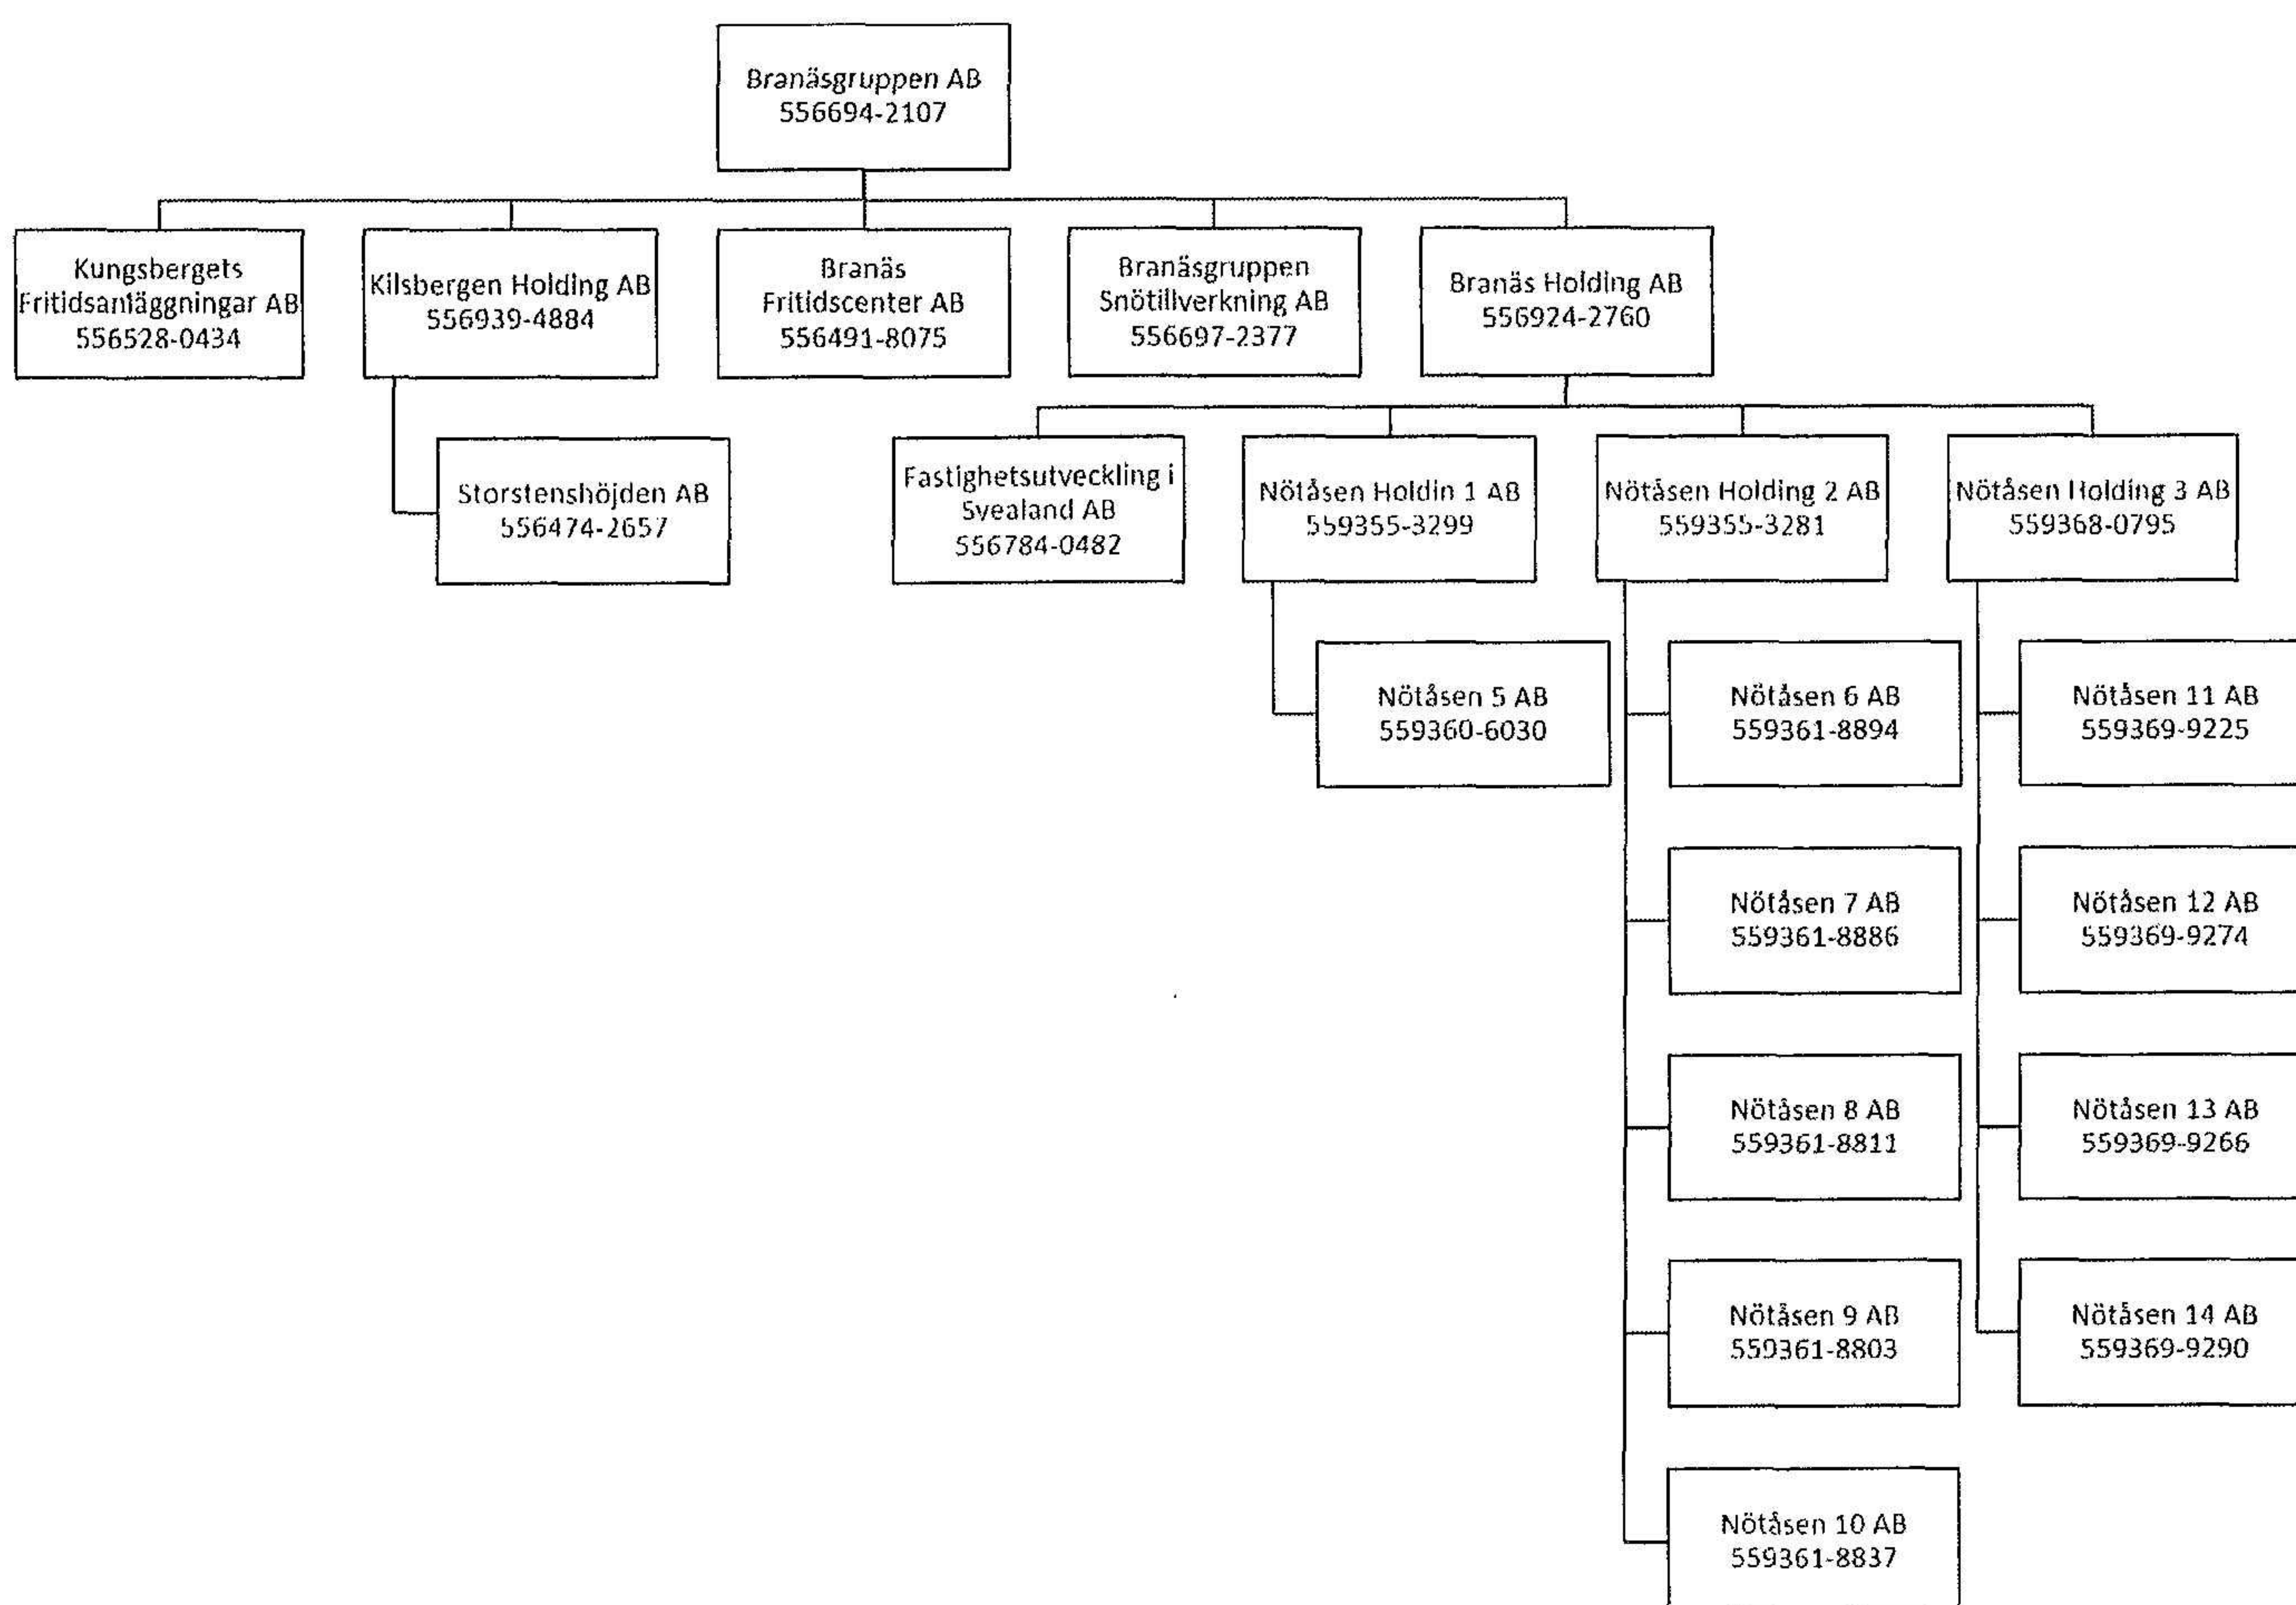 Branäsgruppen AB
556694-2107
Kungsbergets
Fritidsanläggningar AB
556528-0434
Kilsbergen Holding AB
556939-4884
Branäs
Fritidscenter AB
556491-8075
Branäsgruppen
Snötillverkning AB
556697-2377
Branäs Holding AB
556924-2760
Storstenshöjden AB
556474-2657
Fastighetsutveckling i
Svealand AB
556784-0482
Nötåsen Holdin 1 AB
559355-3299
Nötåsen Holding 2 AB
559355-3281
Nötåsen Holding 3 AB
559368-0795
Nötåsen 5 AB
559360-6030
Nötåsen 6 AB
559361-8894
Nötåsen 11 AB
559369-9225
Nötåsen 7 AB
559361-8886
Nötåsen 12 AB
559369-9274
Nötåsen 8 AB
559361-8811
Nötåsen 13 AB
559369-9266
Nötåsen 9 AB
559361-8803
Nötåsen 14 AB
559369-9290
Nötåsen 10 AB
559361-8837